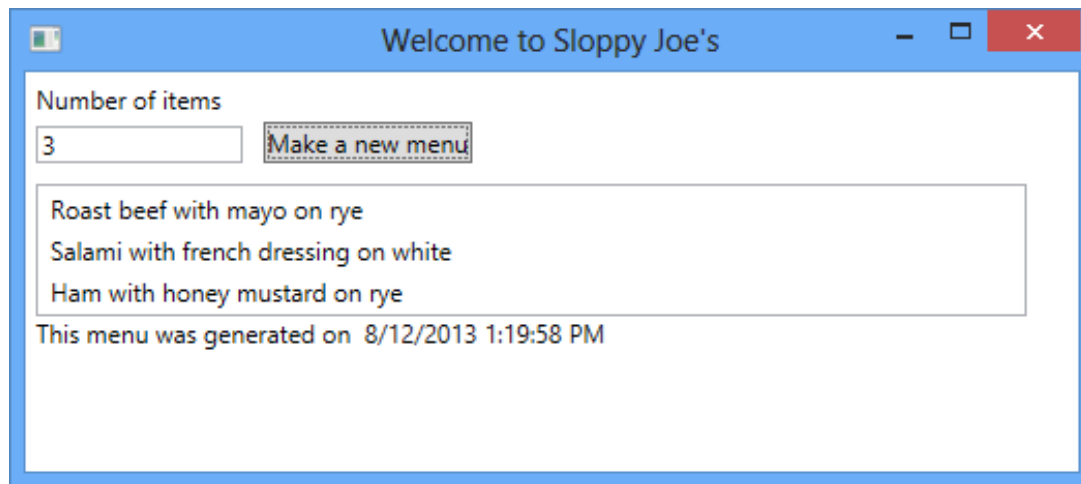 Welcome to Sloppy Joe's
Number of items
3 Make a new menu
Roast beef with mayo on rye
Salami with french dressing on white
Ham with honey mustard on rye
This menu was generated on 8/12/2013 1:19:58 PM